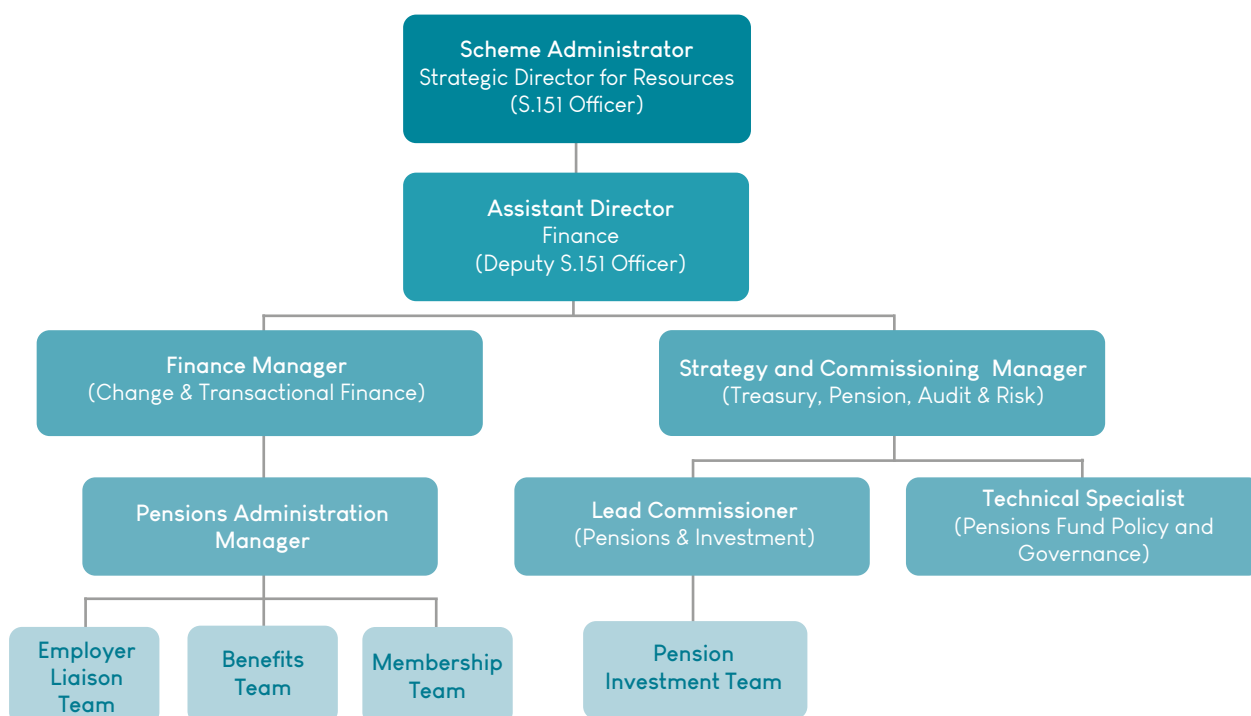 Scheme Administrator
Strategic Director for Resources
(S.151 Officer)
Assistant Director
Finance
(Deputy S.151 Officer)
Finance Manager
(Change & Transactional Finance)
Strategy and Commissioning Manager
(Treasury, Pension, Audit & Risk)
Pensions Administration
Manager
Lead Commissioner
(Pensions & Investment)
Technical Specialist
(Pensions Fund Policy and
Governance)
Employer
Liaison
Team
Benefits
Team
Membership
Team
Pension
Investment Team